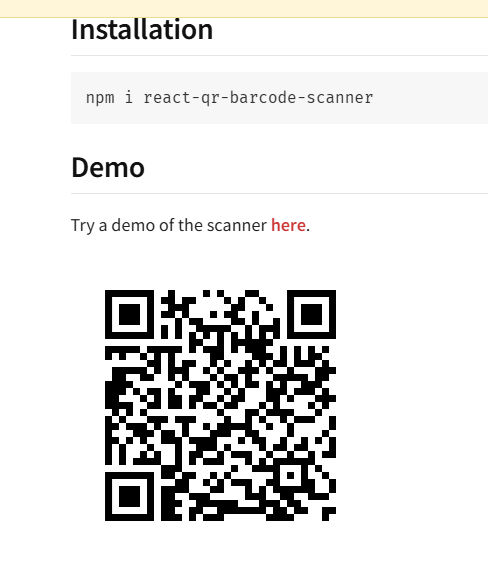 Installation
npm i react-qr-barcode-scanner
Demo
Try a demo of the scanner here.